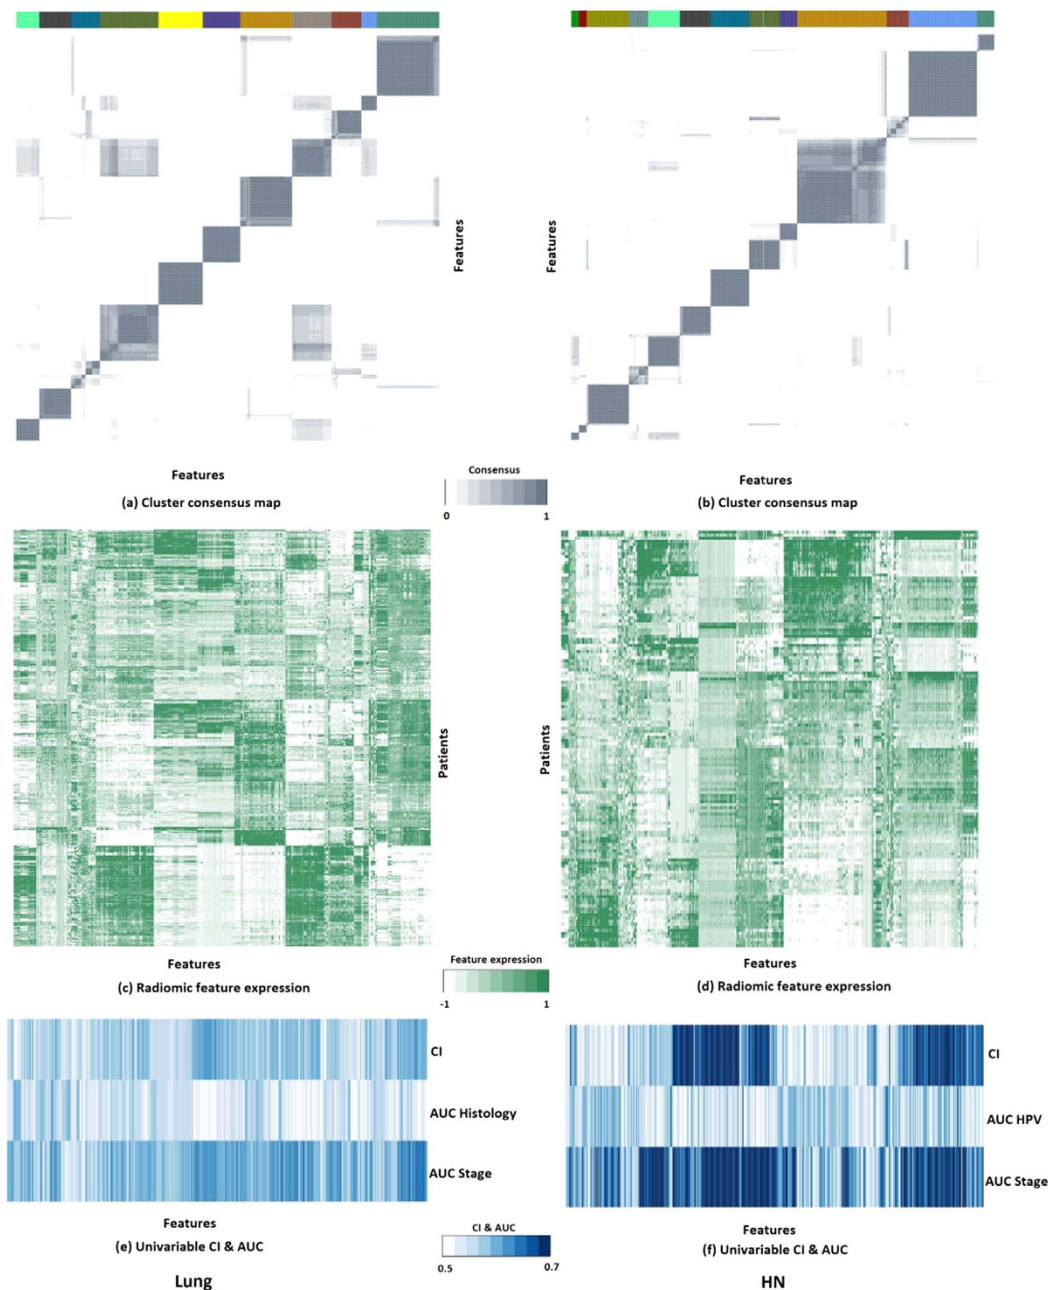 Features
Features
Features
Features
(a) Cluster consensus map
Consensus
0 1
Features
(b) Cluster consensus map
Patients
Patients
Features
(c) Radiomic feature expression
Feature expression
-1 1
Features
(d) Radiomic feature expression
CI
AUC Histology
AUC Stage
CI
AUC HPV
AUC Stage
Features
(e) Univariable CI & AUC
CI & AUC
0.5 0.7
Features
(f) Univariable CI & AUC
Lung
HN